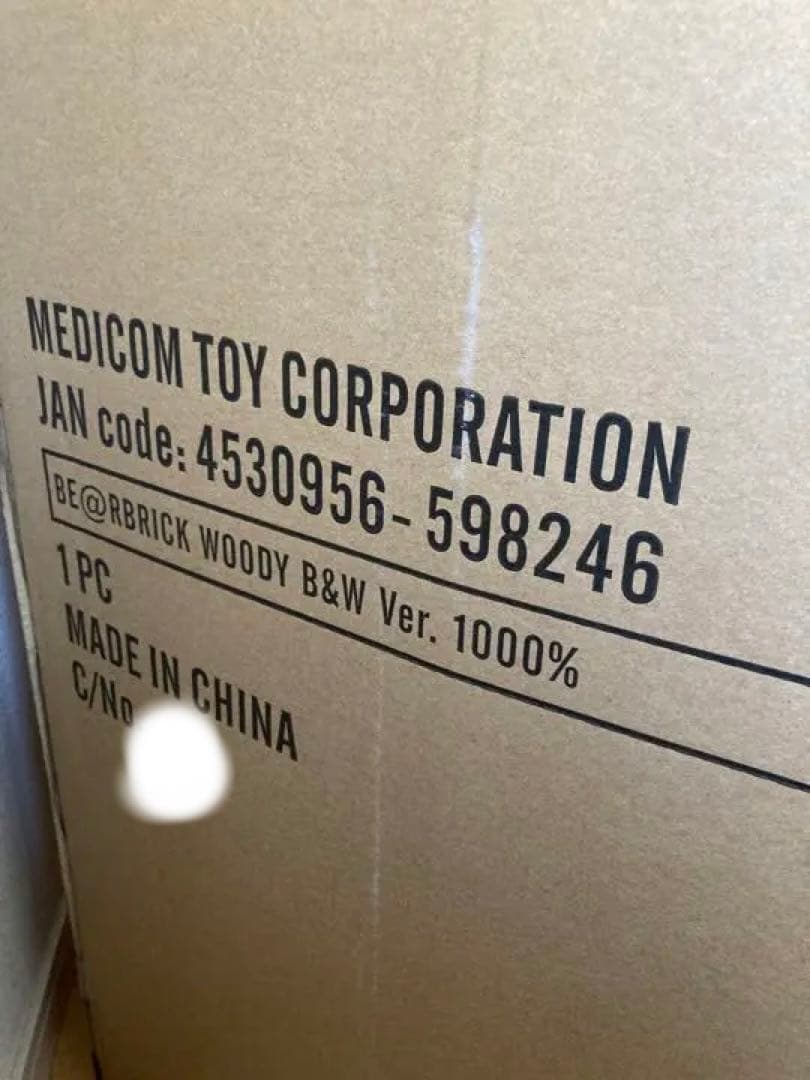 MEDICOM TOY CORPORATION
JAN code: 4530956-598246
BE@RBRICK WOODY B&W Ver. 1000%
1 PC
MADE IN CHINA
C/No